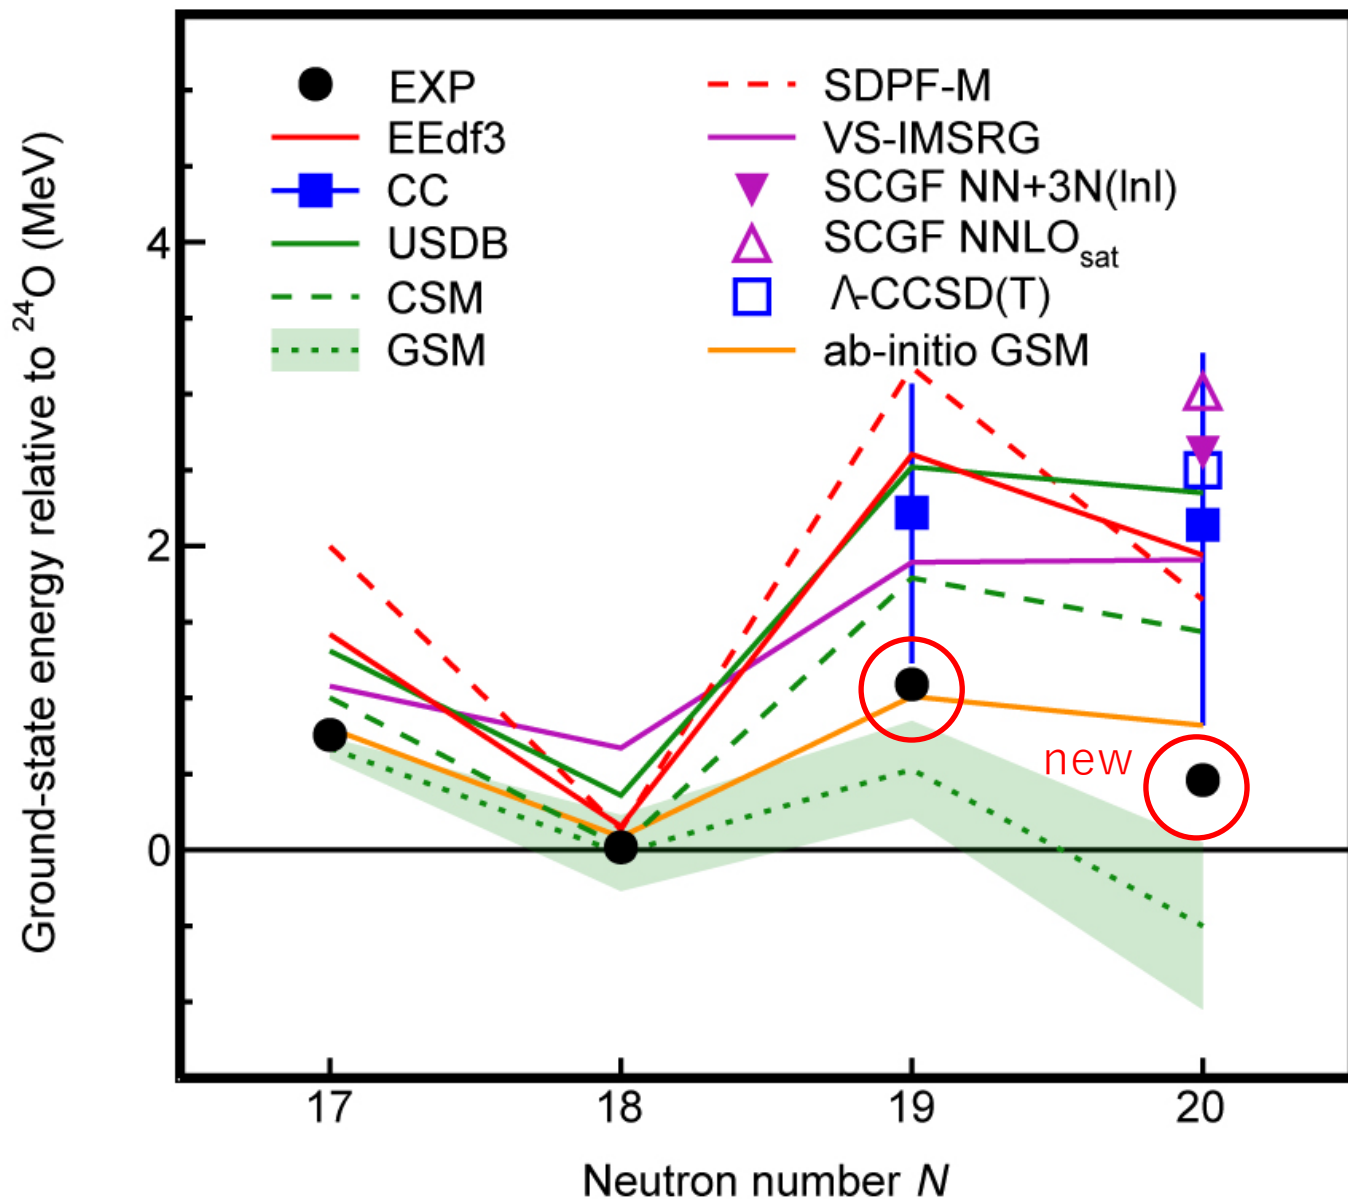 EXP
EEdf3
CC
USDB
CSM
GSM
SDPF-M
VS-IMSRG
SCGF NN+3N(lnl)
SCGF NNLOsat
Λ-CCSD(T)
ab-initio GSM
Ground-state energy relative to ²⁴O (MeV)
4
2
0
new
17 18 19 20
Neutron number N